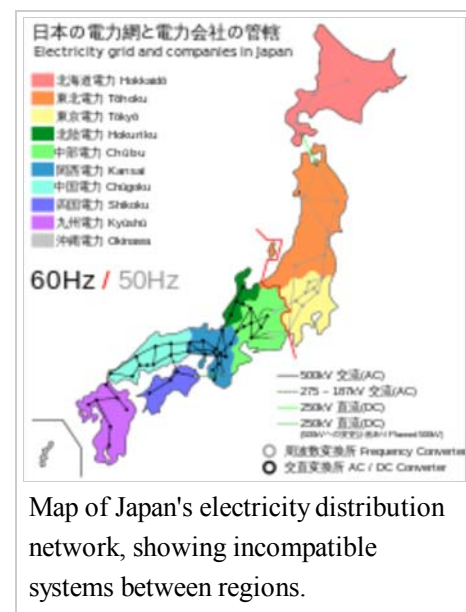 日本の電力網と電力会社の管轄
Electricity grid and companies in Japan
北海道電力 Hokkaidō
東北電力 Tōhoku
東京電力 Tōkyō
北陸電力 Hokuriku
中部電力 Chūbu
関西電力 Kansai
中国電力 Chūgoku
四国電力 Shikoku
九州電力 Kyūshū
沖縄電力 Okinawa
60Hz / 50Hz
500kV 交流(AC)
275 – 187kV 交流(AC)
250kV 直流(DC)
250kV 直流(DC)
Planned 500kV)
周波数変換所 Frequency Converter
交直変換所 AC / DC Converter
Map of Japan's electricity distribution
network, showing incompatible
systems between regions.